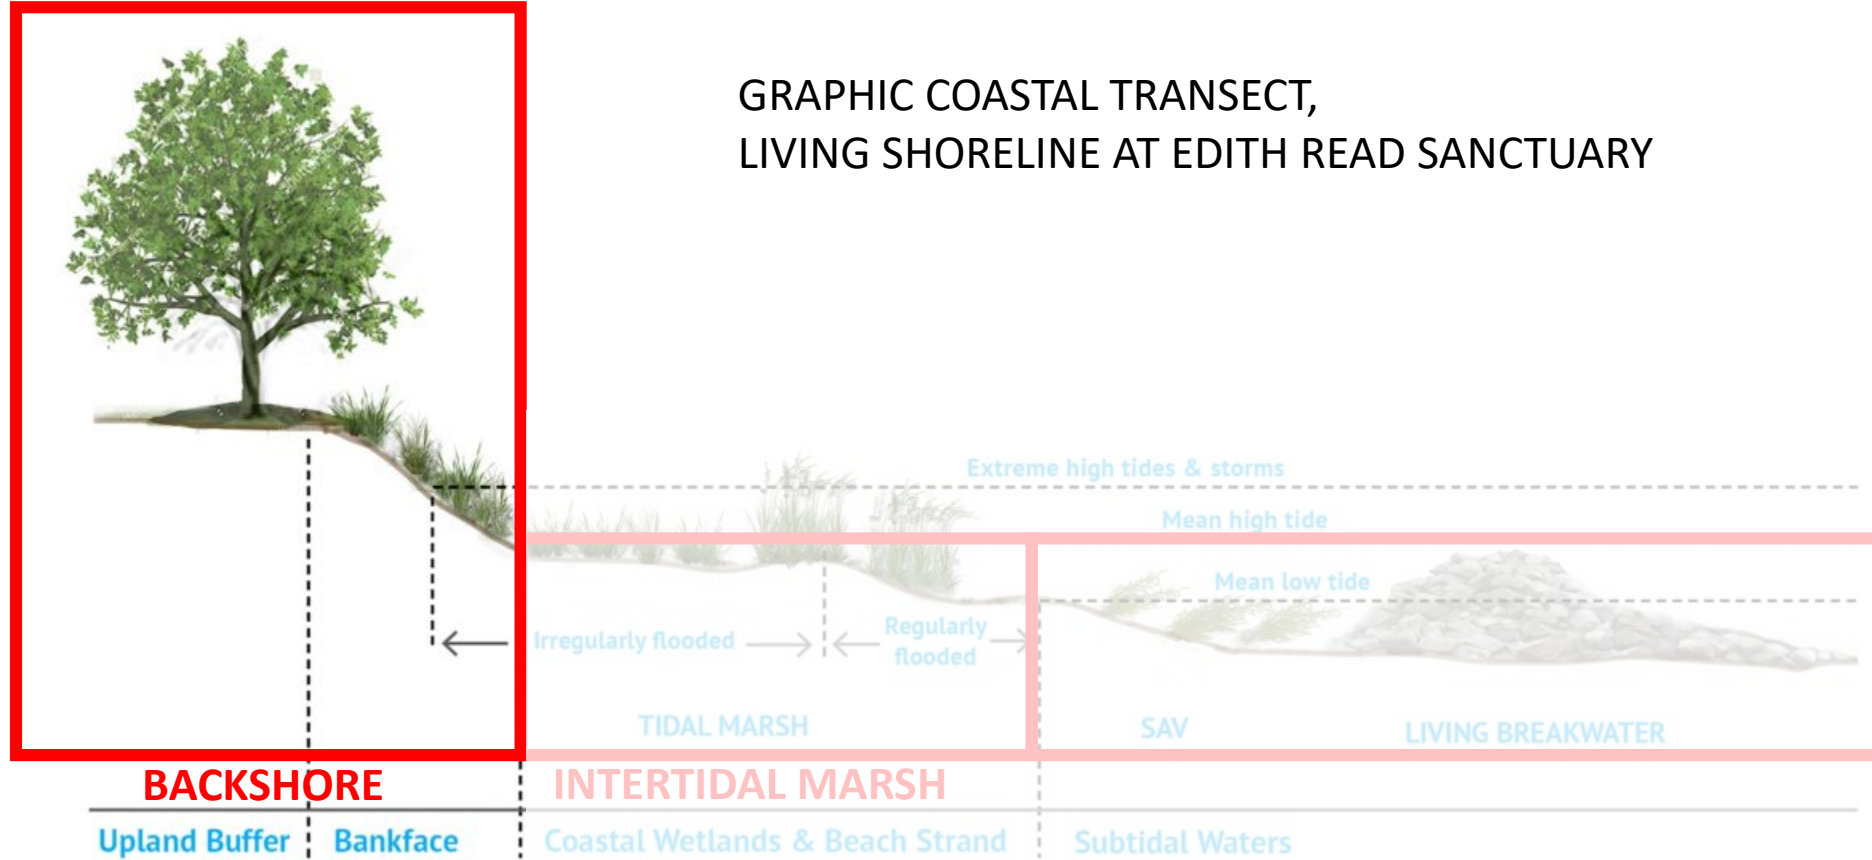 GRAPHIC COASTAL TRANSECT,
LIVING SHORELINE AT EDITH READ SANCTUARY
Extreme high tides & storms
Mean high tide
Mean low tide
Irregularly flooded
Regularly
flooded
TIDAL MARSH
SAV
LIVING BREAKWATER
BACKSHORE
INTERTIDAL MARSH
Upland Buffer
Bankface
Coastal Wetlands & Beach Strand
Subtidal Waters